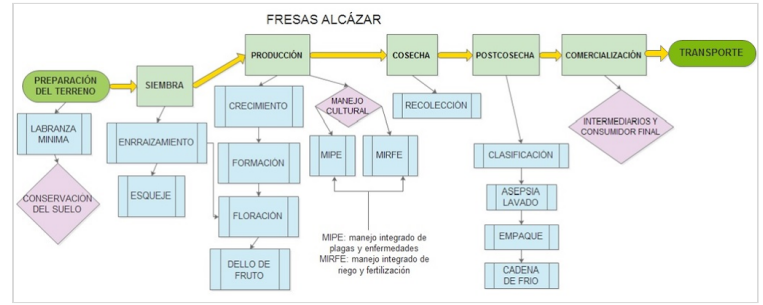 FRESAS ALCÁZAR
PREPARACIÓN
DEL TERRENO
SIEMBRA
PRODUCCIÓN
COSECHA
POSTCOSECHA
COMERCIALIZACIÓN
TRANSPORTE
LABRANZA
MINIMA
CONSERVACIÓN
DEL SUELO
ENRRAIZAMIENTO
ESQUEJE
CRECIMIENTO
FORMACIÓN
FLORACIÓN
DELLO DE
FRUTO
MANEJO
CULTURAL
MIPE
MIRFE
MIPE: manejo integrado de
plagas y enfermedades
MIRFE: manejo integrado de
riego y fertilización
RECOLECCIÓN
CLASIFICACIÓN
ASEPSIA
LAVADO
EMPAQUE
CADENA
DE FRIO
INTERMEDIARIOS Y
CONSUMIDOR FINAL